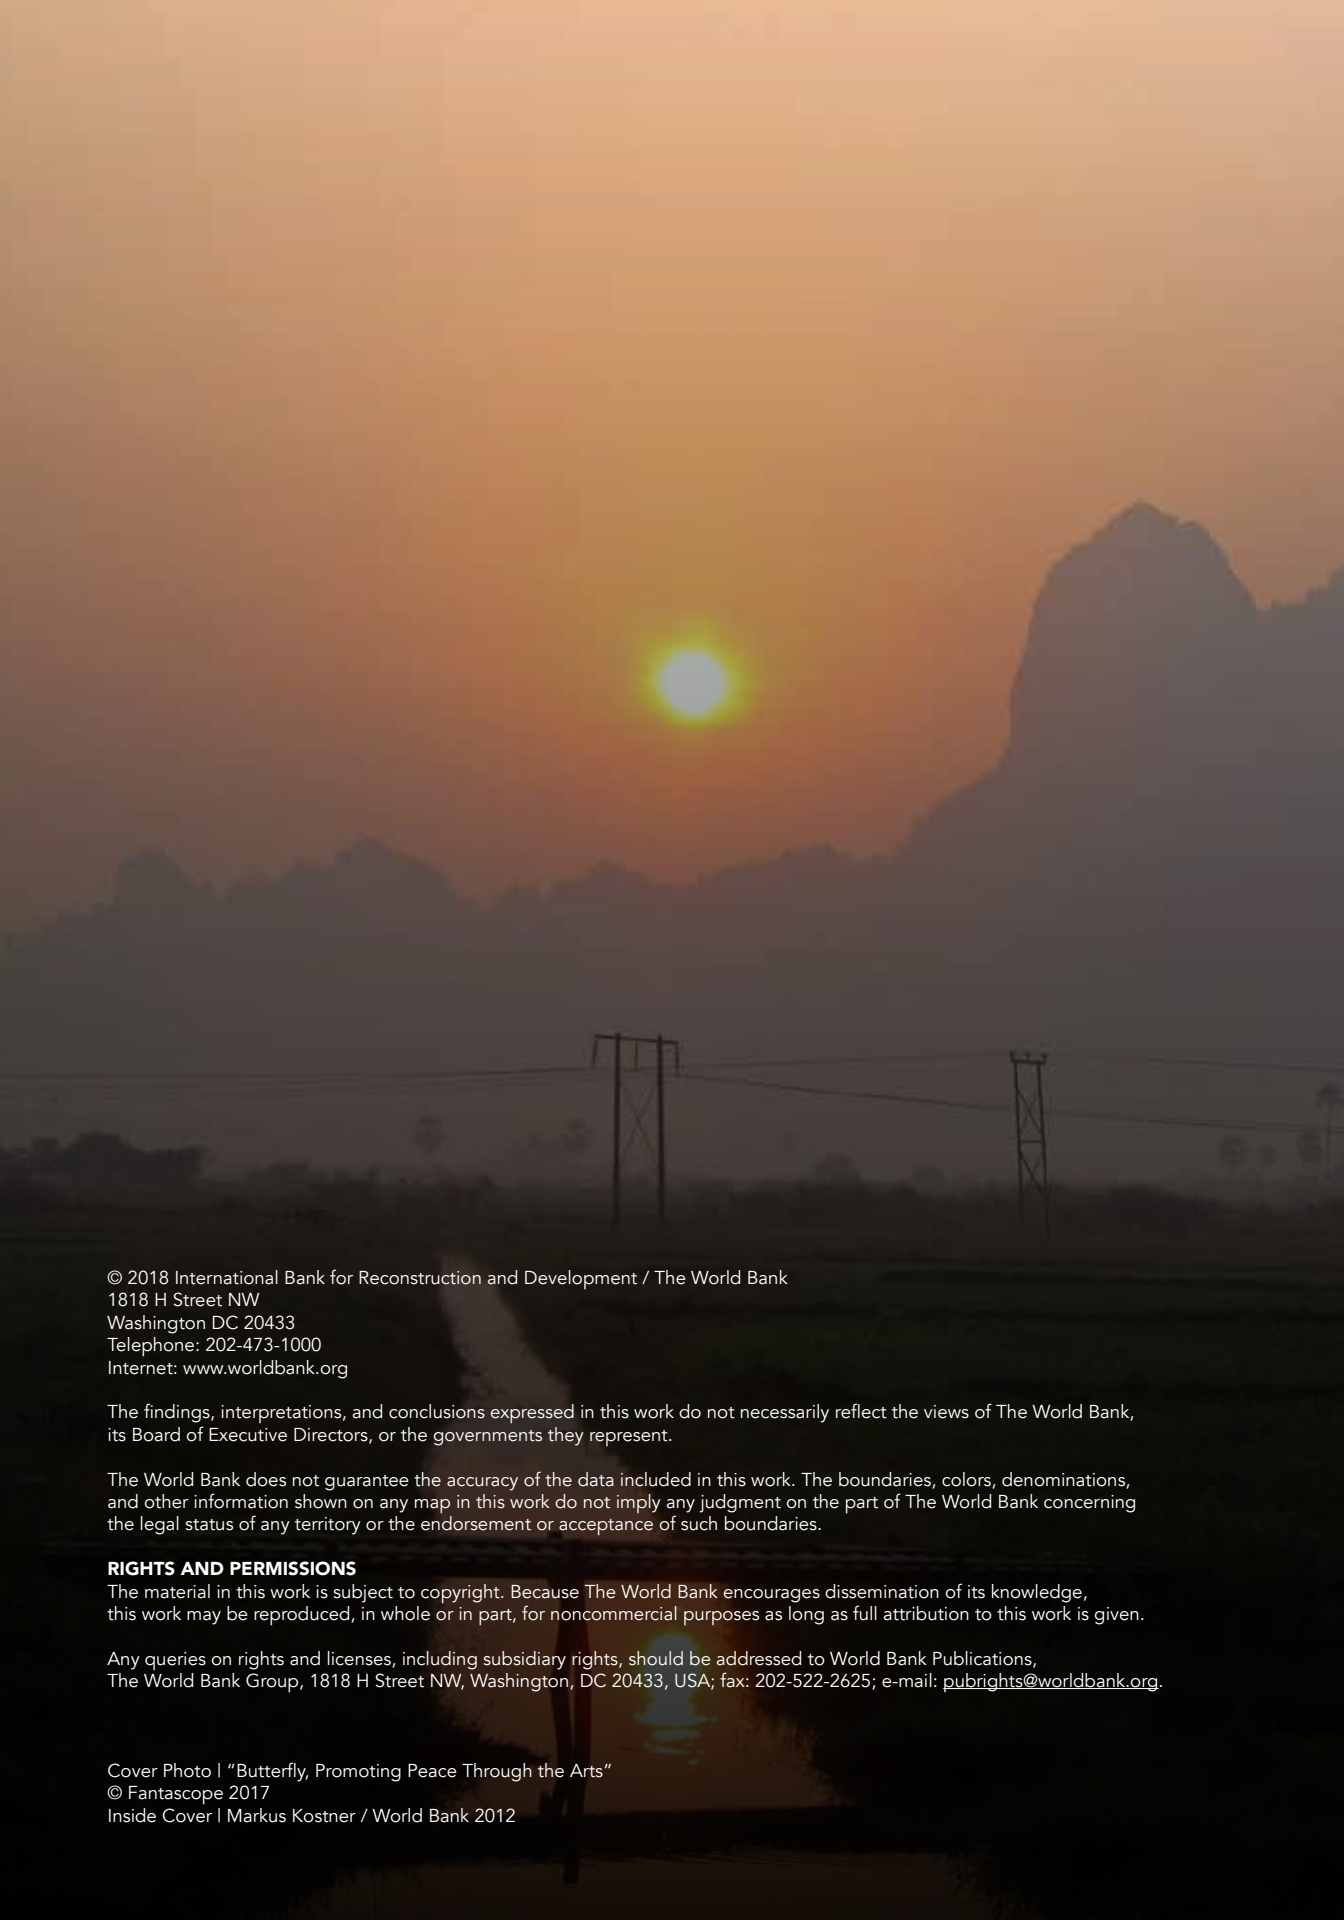 © 2018 International Bank for Reconstruction and Development / The World Bank
1818 H Street NW
Washington DC 20433
Telephone: 202-473-1000
Internet: www.worldbank.org
The findings, interpretations, and conclusions expressed in this work do not necessarily reflect the views of The World Bank,
its Board of Executive Directors, or the governments they represent.
The World Bank does not guarantee the accuracy of the data included in this work. The boundaries, colors, denominations,
and other information shown on any map in this work do not imply any judgment on the part of The World Bank concerning
the legal status of any territory or the endorsement or acceptance of such boundaries.
RIGHTS AND PERMISSIONS
The material in this work is subject to copyright. Because The World Bank encourages dissemination of its knowledge,
this work may be reproduced, in whole or in part, for noncommercial purposes as long as full attribution to this work is given.
Any queries on rights and licenses, including subsidiary rights, should be addressed to World Bank Publications,
The World Bank Group, 1818 H Street NW, Washington, DC 20433, USA; fax: 202-522-2625; e-mail: pubrights@worldbank.org.
Cover Photo | “Butterfly, Promoting Peace Through the Arts”
© Fantascope 2017
Inside Cover | Markus Kostner / World Bank 2012